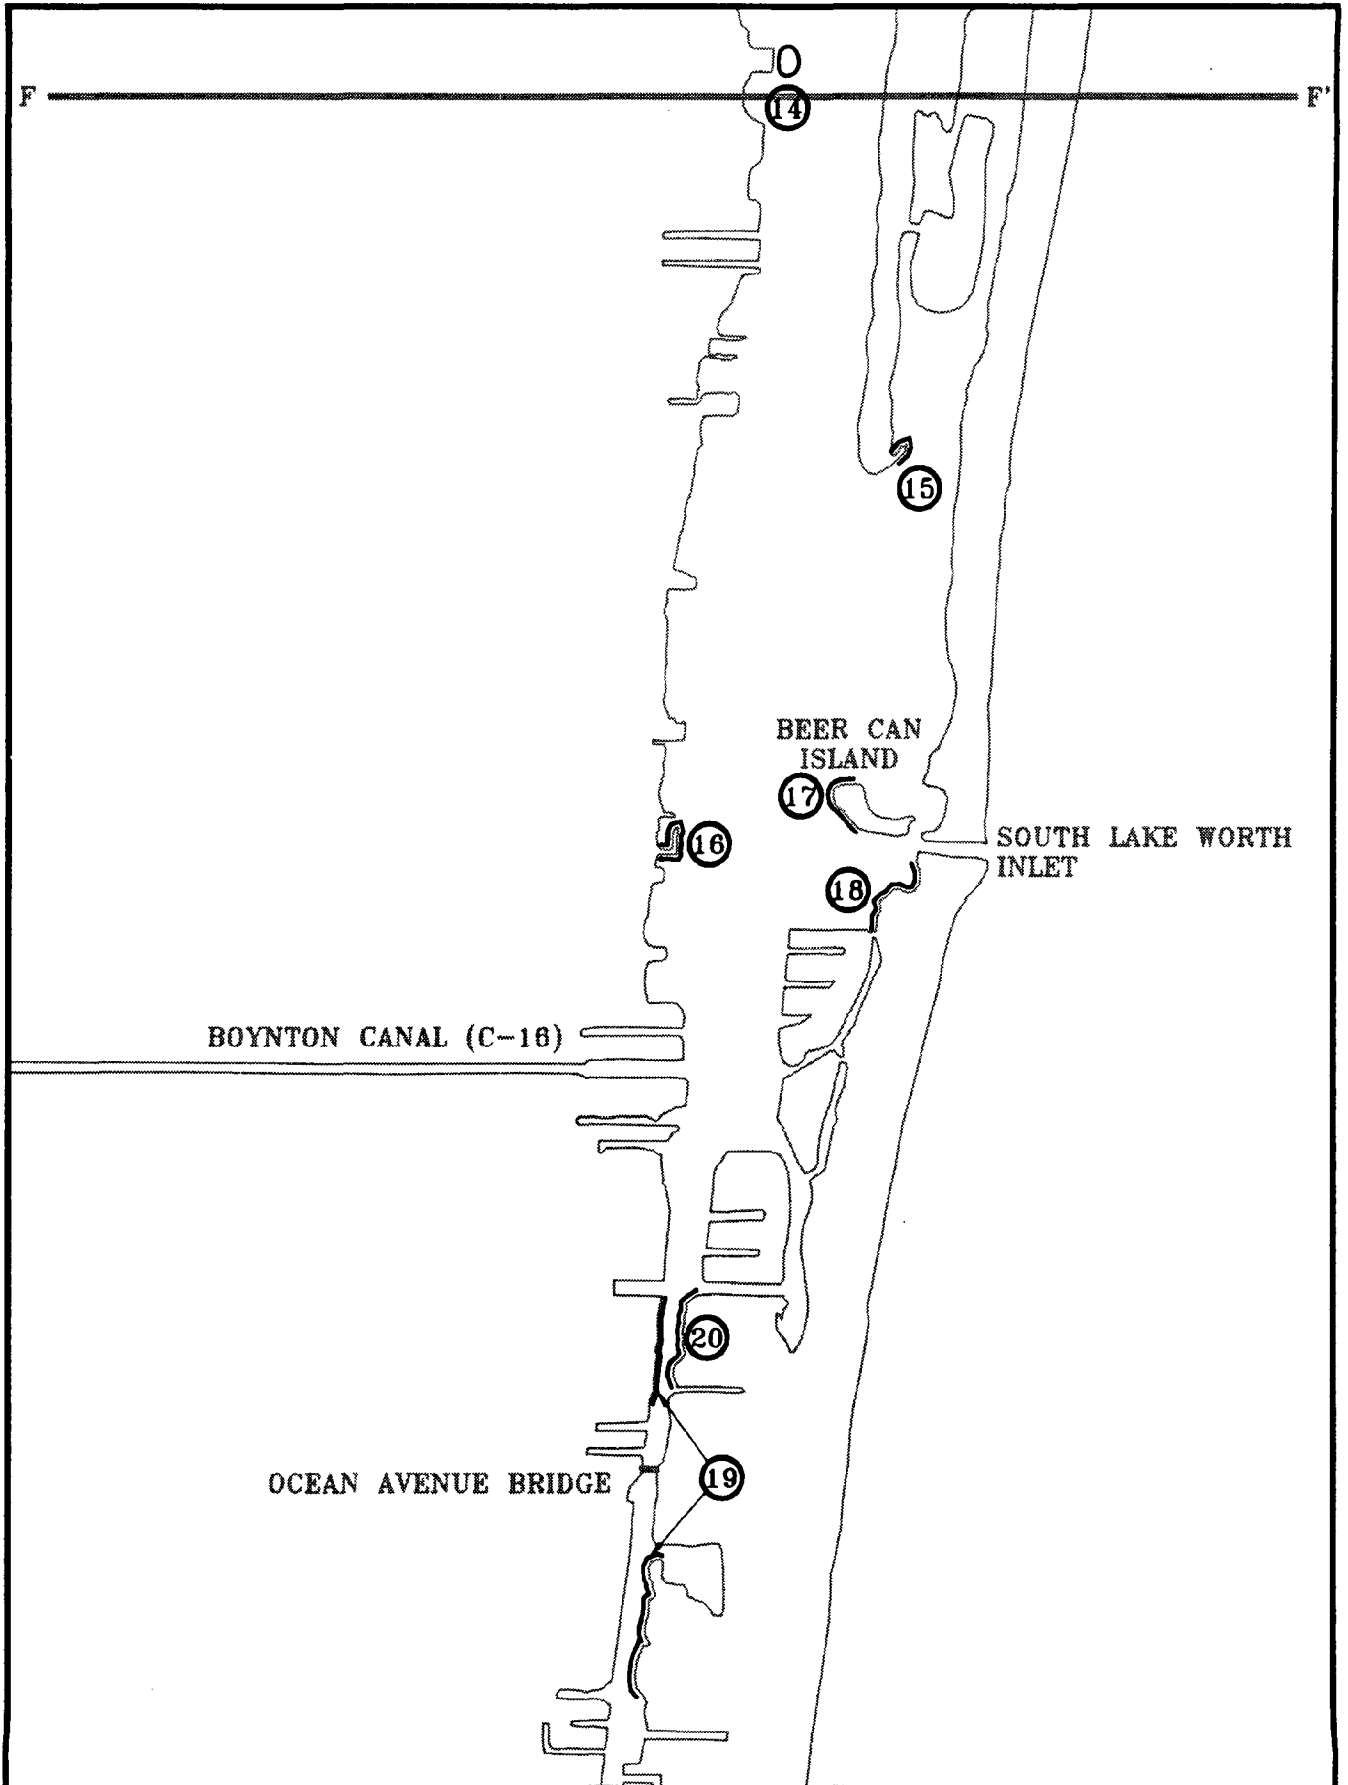 F
F'
14
15
BEER CAN
ISLAND
17
16
SOUTH LAKE WORTH
INLET
18
BOYNTON CANAL (C-16)
20
19
OCEAN AVENUE BRIDGE